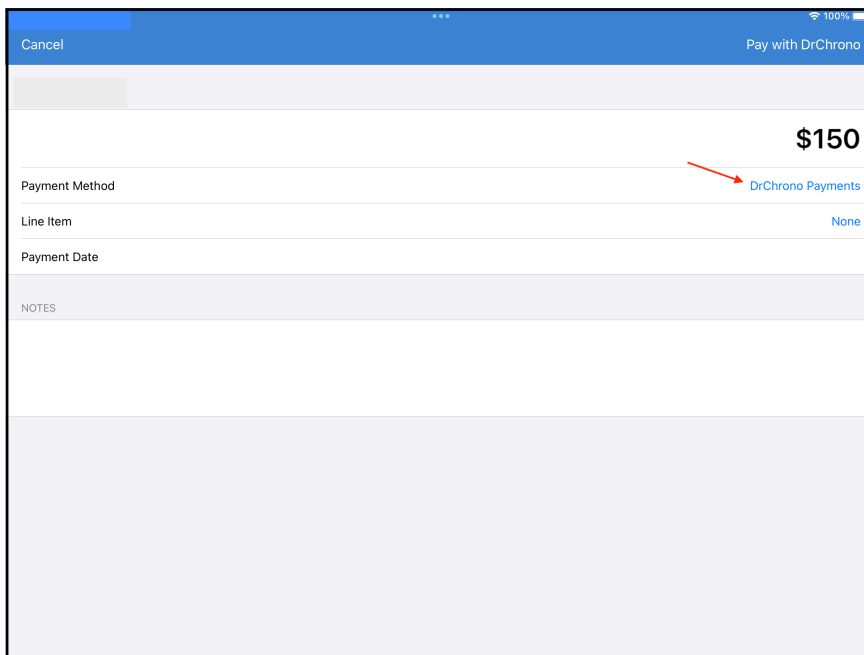 100%
Cancel Pay with DrChrono
$150
Payment Method DrChrono Payments
Line Item None
Payment Date
NOTES